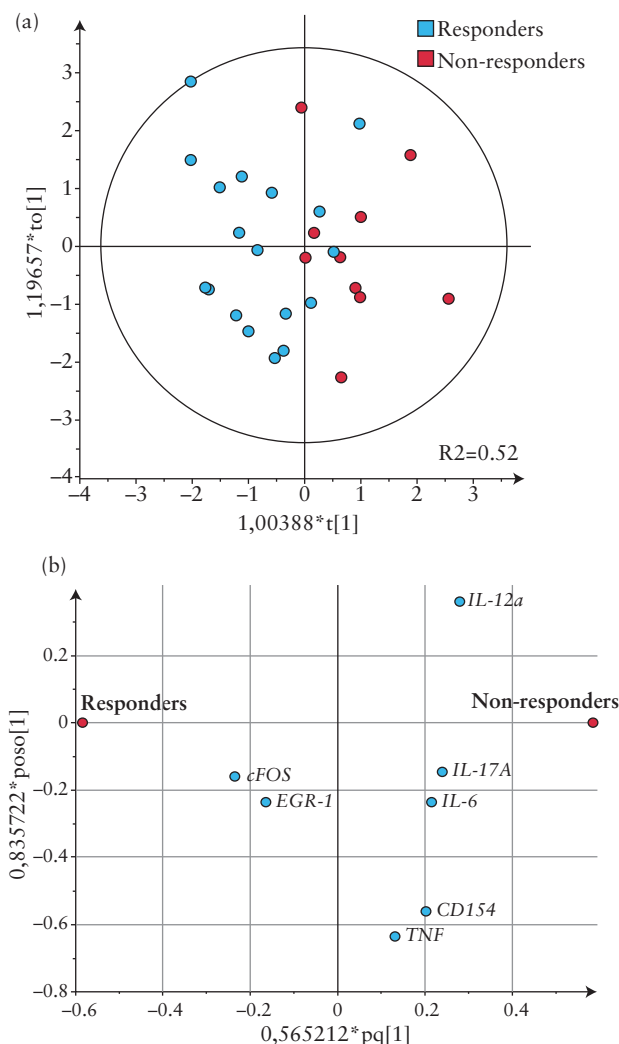 (a)
Responders
Non-responders
3
2
1
0
−1
−2
−3
−4
1,19657*to[1]
R2=0.52
−4 −3 −2 −1 0 1 2 3
1,00388*t[1]
(b)
IL-12a
0.2
Responders
Non-responders
0
cFOS
IL-17A
−0.2
EGR-1
IL-6
−0.4
CD154
−0.6
TNF
−0.8
0,835722*poso[1]
−0.6 −0.4 −0.2 0 0.2 0.4
0,565212*pq[1]